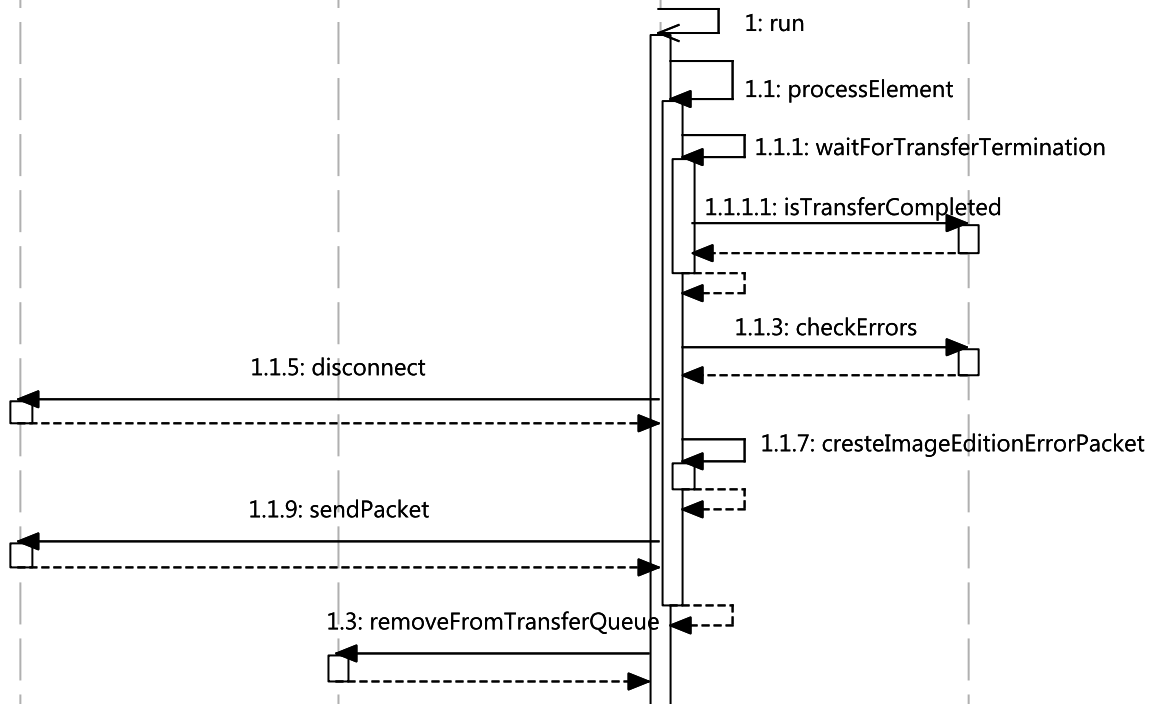 1: run
1.1: processElement
1.1.1: waitForTransferTermination
1.1.1.1: isTransferCompleted
1.1.3: checkErrors
1.1.5: disconnect
1.1.7: cresteImageEditionErrorPacket
1.1.9: sendPacket
1.3: removeFromTransferQueue